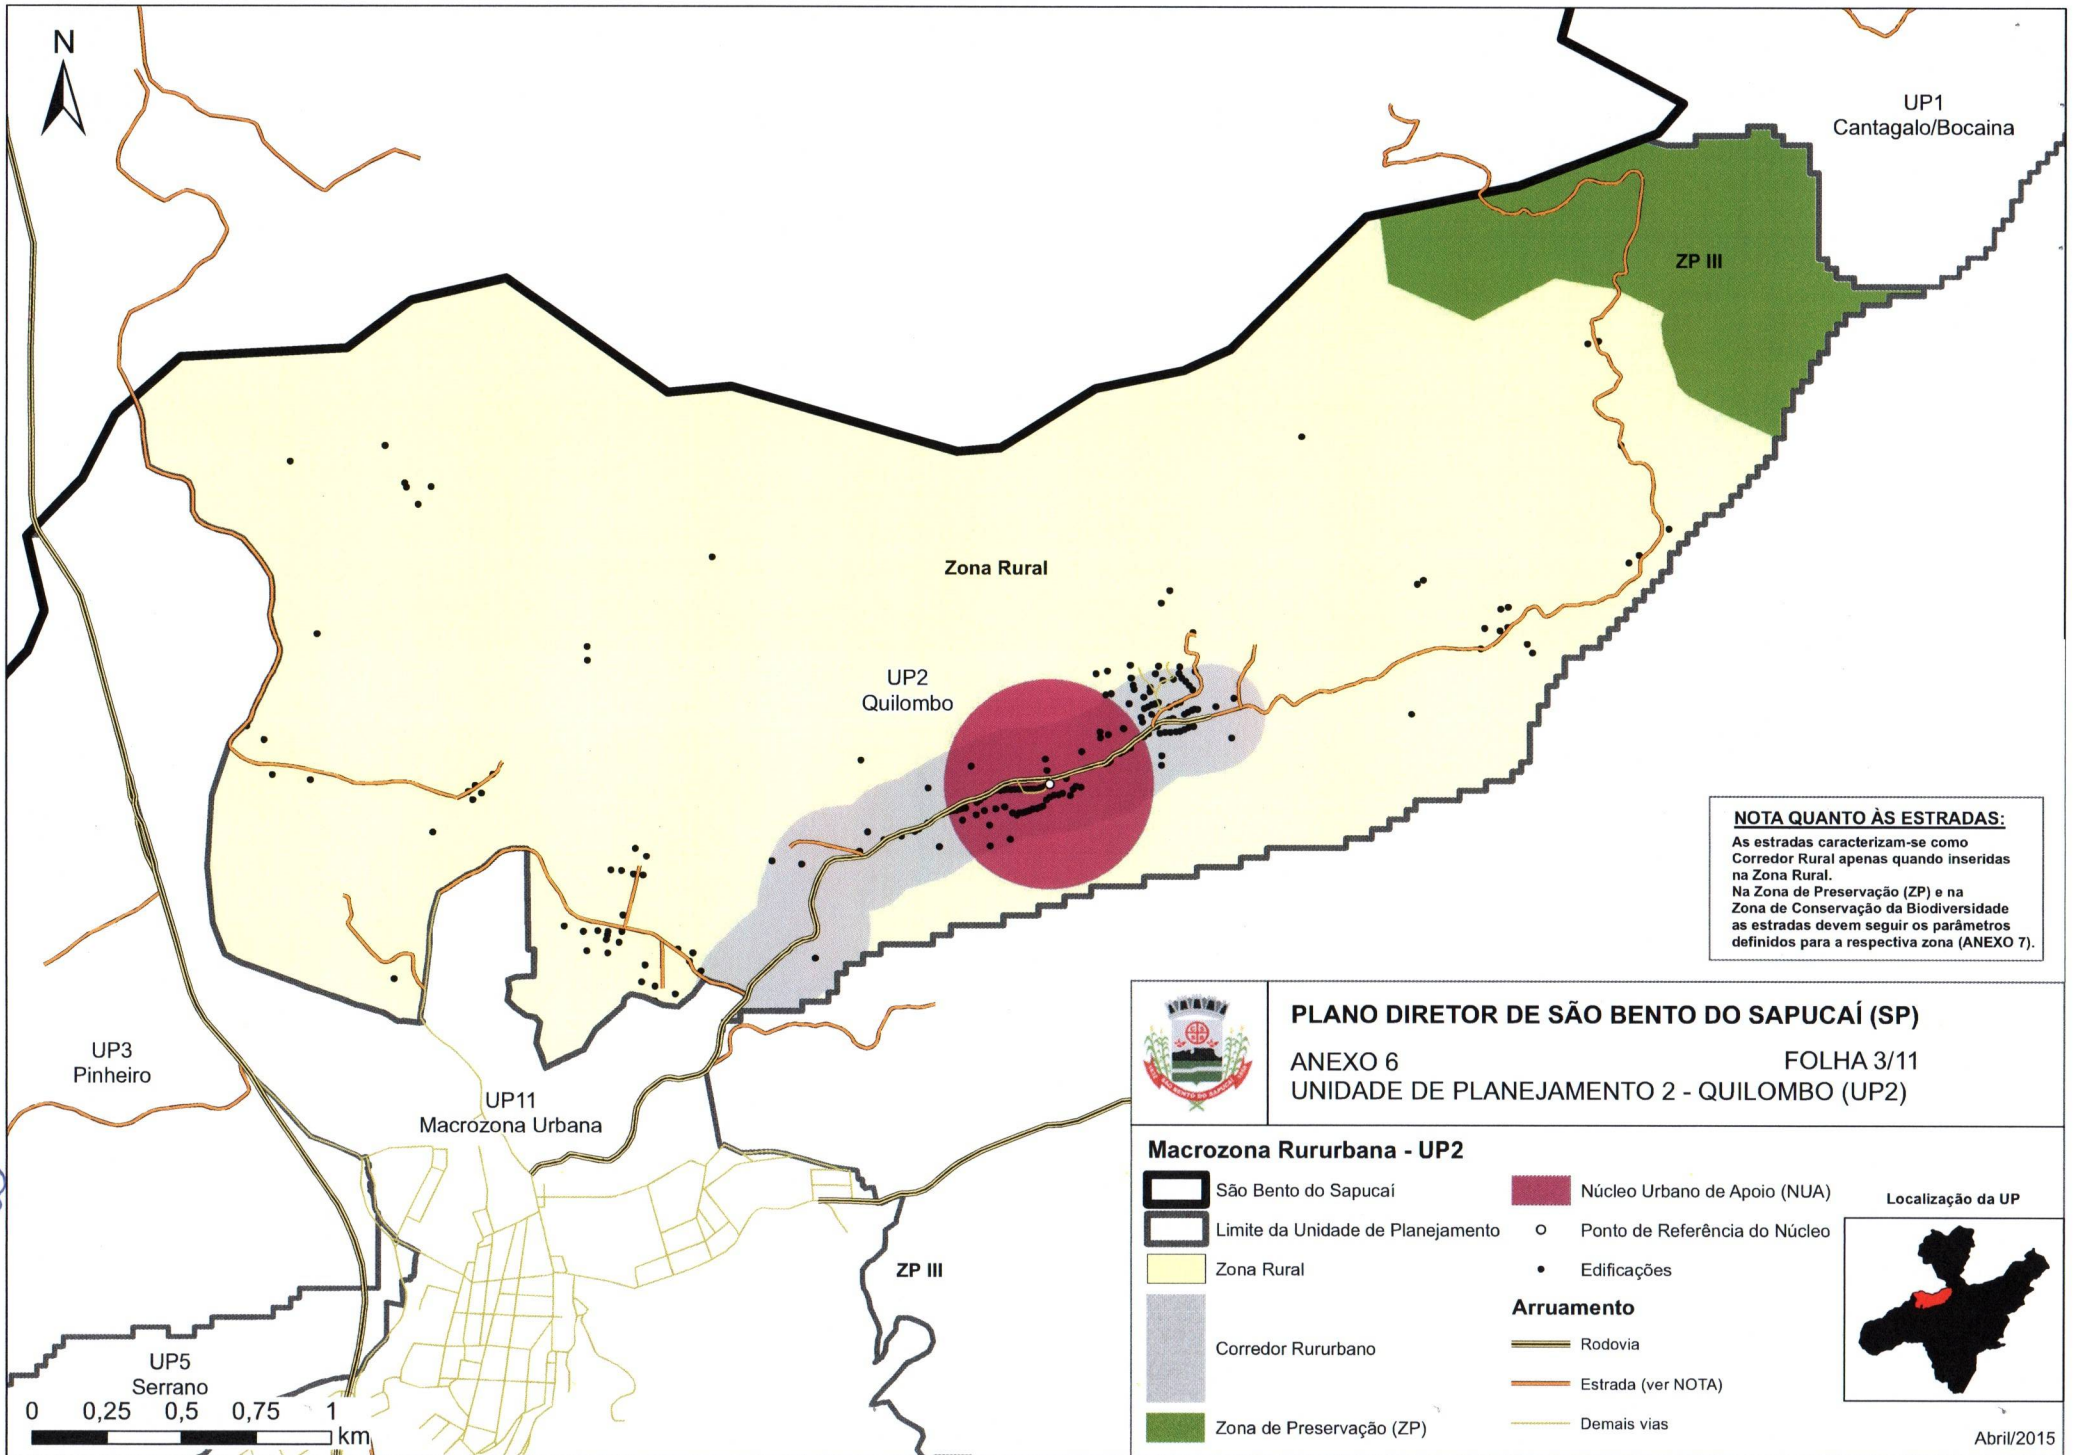 N
UP1
Cantagalo/Bocaina
ZP III
Zona Rural
UP2
Quilombo
NOTA QUANTO ÀS ESTRADAS:
As estradas caracterizam-se como
Corredor Rural apenas quando inseridas
na Zona Rural.
Na Zona de Preservação (ZP) e na
Zona de Conservação da Biodiversidade
as estradas devem seguir os parâmetros
definidos para a respectiva zona (ANEXO 7).
UP3
Pinheiro
UP11
Macrozona Urbana
ZP III
UP5
Serrano
0 0,25 0,5 0,75 1
km
PLANO DIRETOR DE SÃO BENTO DO SAPUCAÍ (SP)
ANEXO 6 FOLHA 3/11
UNIDADE DE PLANEJAMENTO 2 - QUILOMBO (UP2)
Macrozona Rururbana - UP2
São Bento do Sapucaí
Limite da Unidade de Planejamento
Zona Rural
Corredor Rururbano
Zona de Preservação (ZP)
Núcleo Urbano de Apoio (NUA)
Ponto de Referência do Núcleo
Edificações
Arruamento
Rodovia
Estrada (ver NOTA)
Demais vias
Localização da UP
Abril/2015